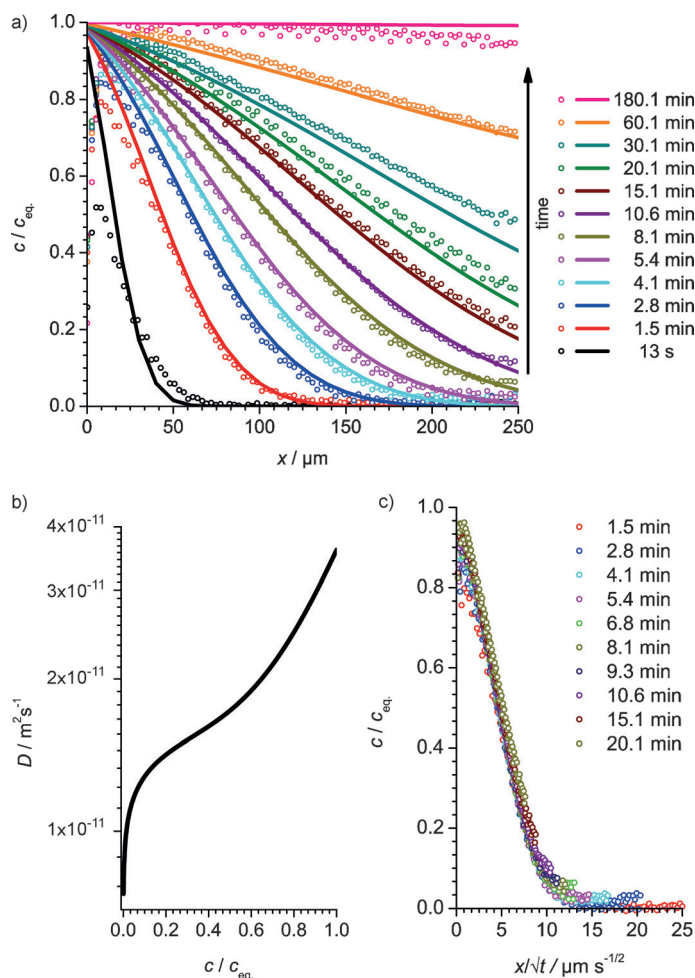 a)
1.0
0.8
0.6
0.4
0.2
0.0
c / c_eq.
0
50
100
150
200
250
x / µm
time
180.1 min
60.1 min
30.1 min
20.1 min
15.1 min
10.6 min
8.1 min
5.4 min
4.1 min
2.8 min
1.5 min
13 s
b)
4x10⁻¹¹
3x10⁻¹¹
2x10⁻¹¹
1x10⁻¹¹
D / m²s⁻¹
0.0
0.2
0.4
0.6
0.8
1.0
c / c_eq.
c)
1.0
0.8
0.6
0.4
0.2
0.0
c / c_eq.
0
5
10
15
20
25
x/√t / µm s⁻¹/²
1.5 min
2.8 min
4.1 min
5.4 min
6.8 min
8.1 min
9.3 min
10.6 min
15.1 min
20.1 min